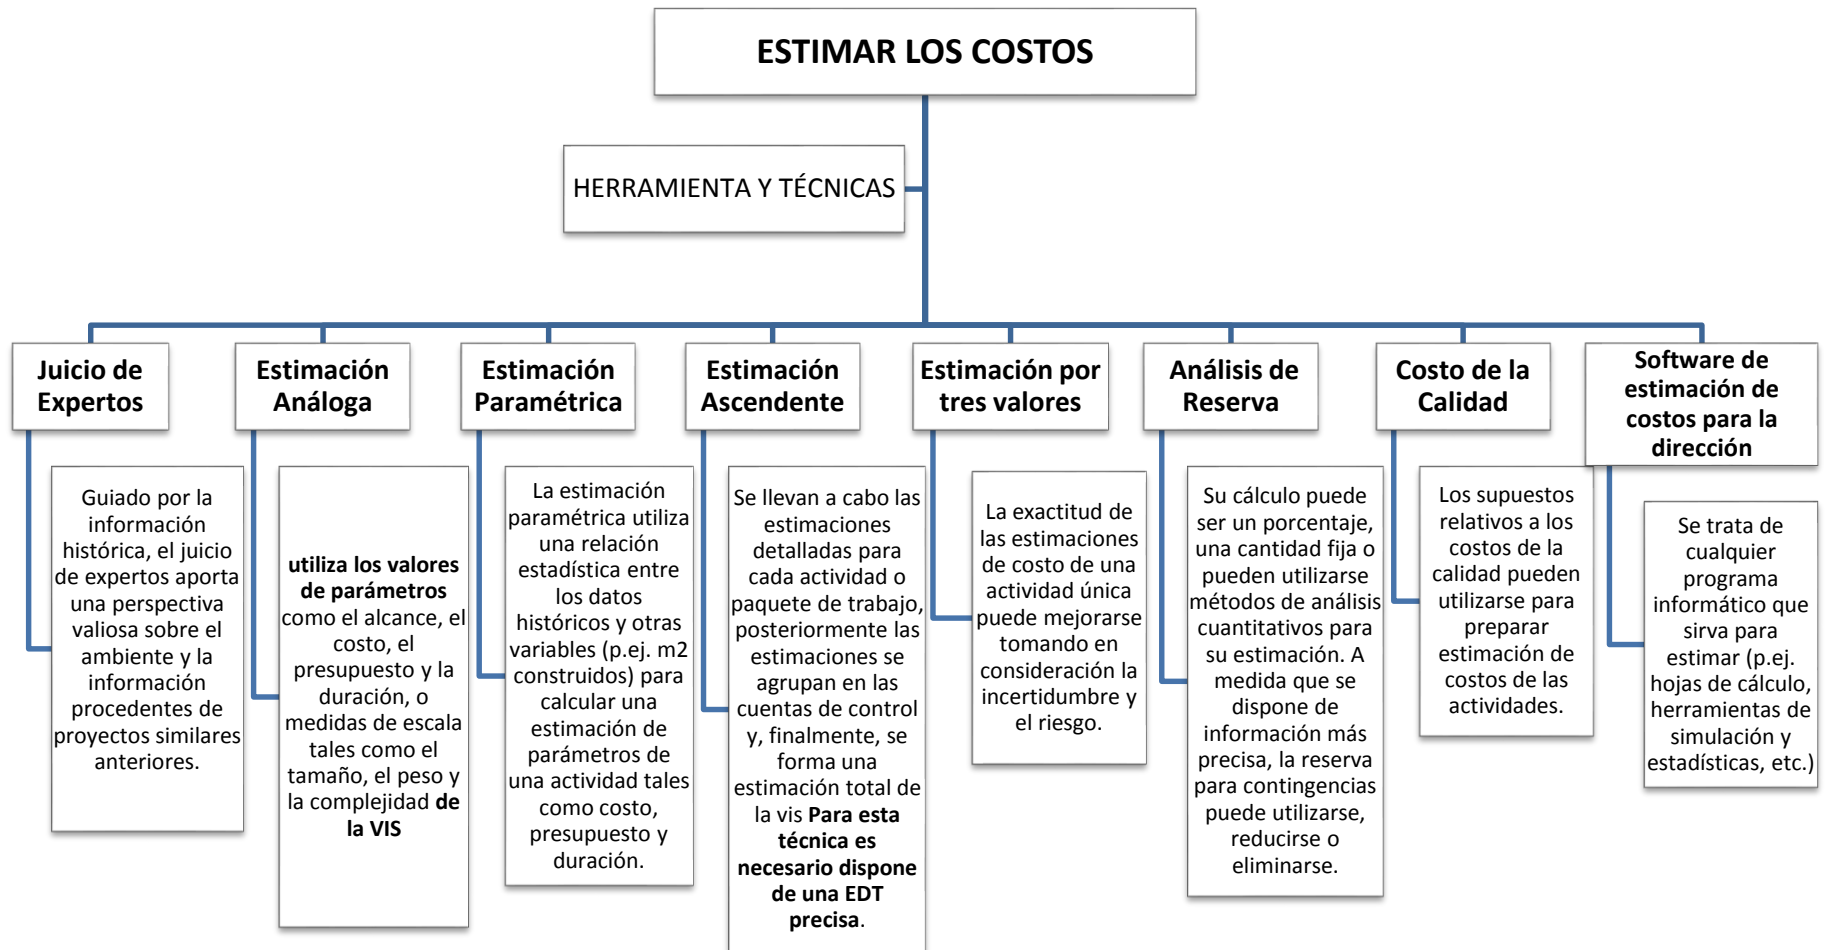 ESTIMAR LOS COSTOS
HERRAMIENTA Y TÉCNICAS
Juicio de
Expertos
Guiado por la
información
histórica, el juicio
de expertos aporta
una perspectiva
valiosa sobre el
ambiente y la
información
procedentes de
proyectos similares
anteriores.
Estimación
Análoga
utiliza los valores
de parámetros
como el alcance, el
costo, el
presupuesto y la
duración, o
medidas de escala
tales como el
tamaño, el peso y
la complejidad de
la VIS
Estimación
Paramétrica
La estimación
paramétrica utiliza
una relación
estadística entre
los datos
históricos y otras
variables (p.ej. m2
construidos) para
calcular una
estimación de
parámetros de
una actividad tales
como costo,
presupuesto y
duración.
Estimación
Ascendente
Se llevan a cabo las
estimaciones
detalladas para
cada actividad o
paquete de trabajo,
posteriormente las
estimaciones se
agrupan en las
cuentas de control
y, finalmente, se
forma una
estimación total de
la vis Para esta
técnica es
necesario dispone
de una EDT
precisa.
Estimación por
tres valores
La exactitud de
las estimaciones
de costo de una
actividad única
puede mejorarse
tomando en
consideración la
incertidumbre y
el riesgo.
Análisis de
Reserva
Su cálculo puede
ser un porcentaje,
una cantidad fija o
pueden utilizarse
métodos de análisis
cuantitativos para
su estimación. A
medida que se
dispone de
información más
precisa, la reserva
para contingencias
puede utilizarse,
reducirse o
eliminarse.
Costo de la
Calidad
Los supuestos
relativos a los
costos de la
calidad pueden
utilizarse para
preparar
estimación de
costos de las
actividades.
Software de
estimación de
costos para la
dirección
Se trata de
cualquier
programa
informático que
sirva para
estimar (p.ej.
hojas de cálculo,
herramientas de
simulación y
estadísticas, etc.)